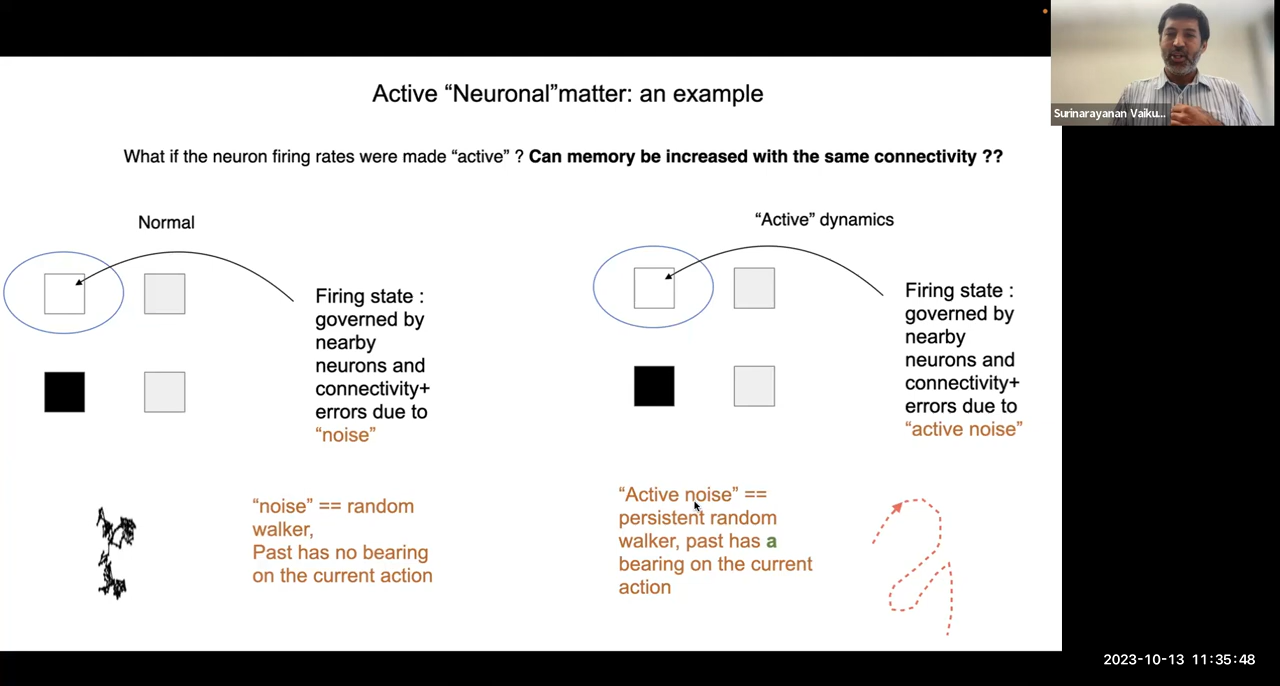 Surinarayanan Vaiku...
Active “Neuronal”matter: an example
What if the neuron firing rates were made “active” ? Can memory be increased with the same connectivity ??
Normal
Firing state :
governed by
nearby
neurons and
connectivity+
errors due to
“noise”
“noise” == random
walker,
Past has no bearing
on the current action
“Active” dynamics
Firing state :
governed by
nearby
neurons and
connectivity+
errors due to
“active noise”
“Active noise” ==
persistent random
walker, past has a
bearing on the current
action
2023-10-13 11:35:48